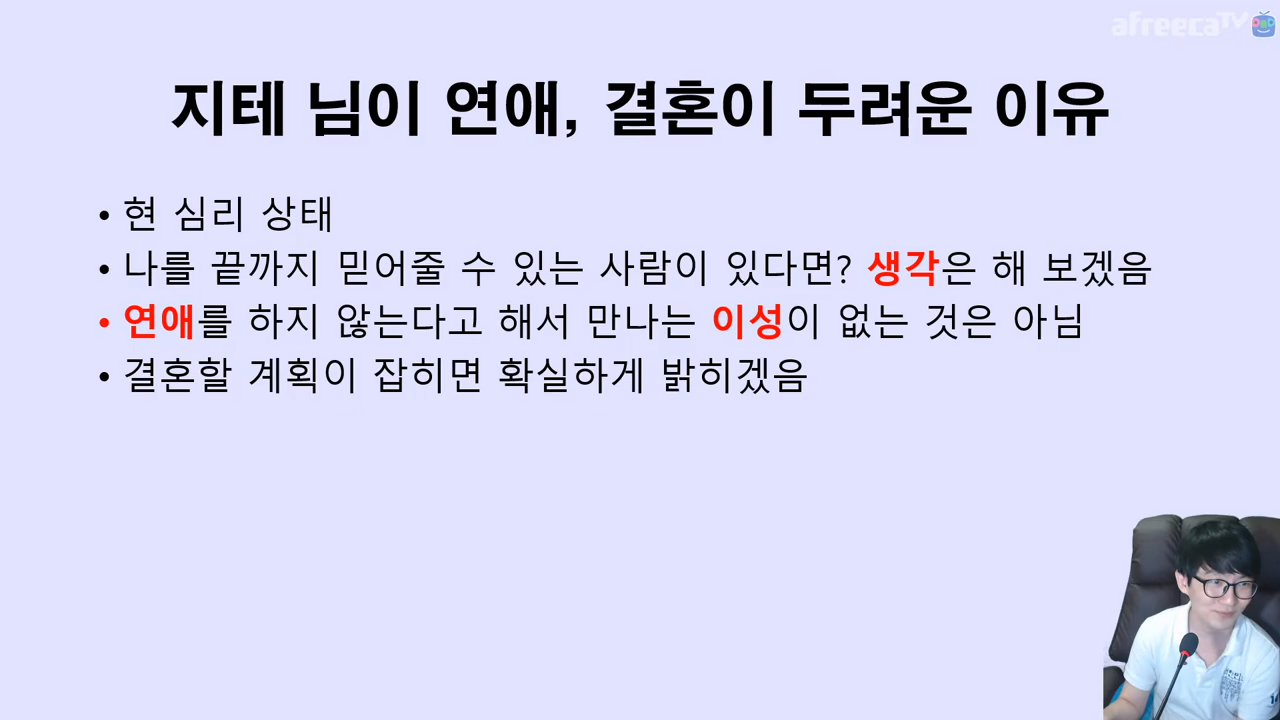 afreecaTV
지테 님이 연애, 결혼이 두려운 이유
• 현 심리 상태
• 나를 끝까지 믿어줄 수 있는 사람이 있다면? 생각은 해 보겠음
• 연애를 하지 않는다고 해서 만나는 이성이 없는 것은 아님
• 결혼할 계획이 잡히면 확실하게 밝히겠음